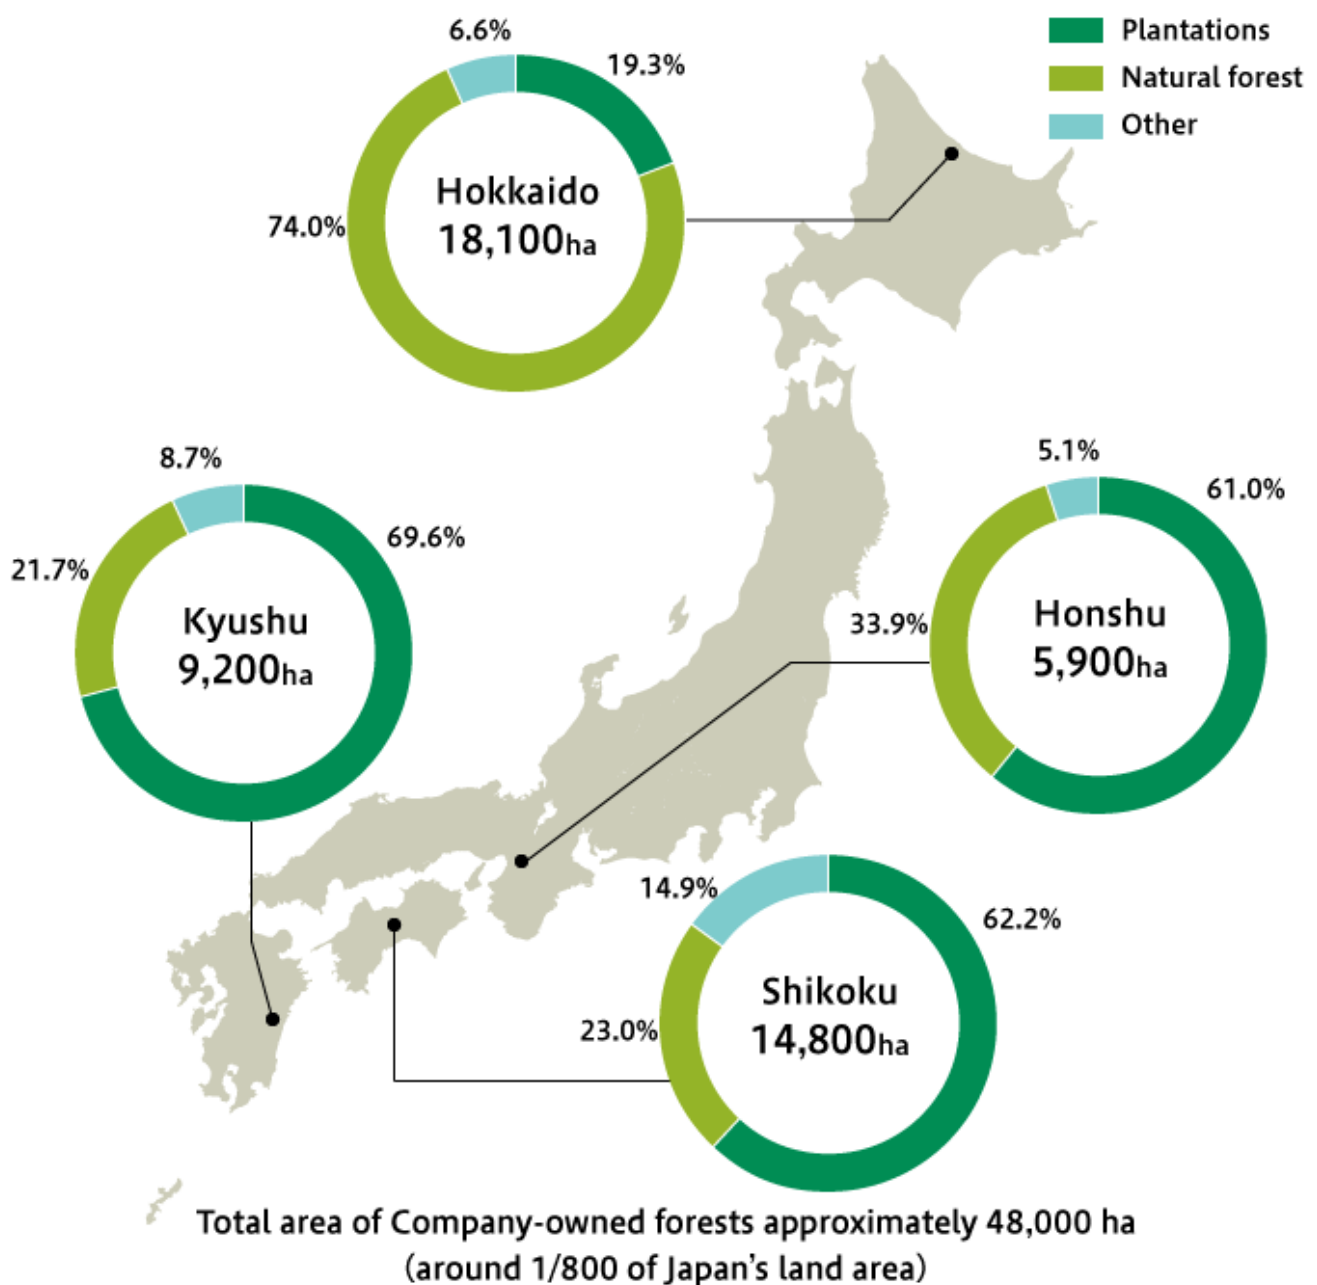 Plantations
Natural forest
Other
6.6%
19.3%
74.0%
Hokkaido
18,100ha
8.7%
69.6%
21.7%
Kyushu
9,200ha
5.1%
61.0%
33.9%
Honshu
5,900ha
14.9%
62.2%
23.0%
Shikoku
14,800ha
Total area of Company-owned forests approximately 48,000 ha
(around 1/800 of Japan's land area)